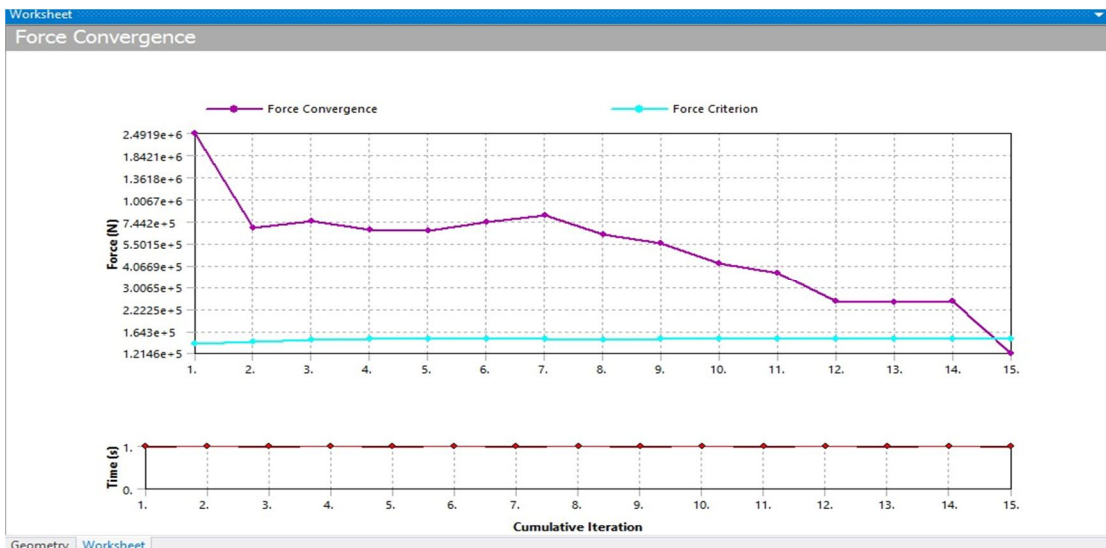 Worksheet
Force Convergence
Force Convergence Force Criterion
2.4919e+6
1.8421e+6
1.3618e+6
1.0067e+6
7.442e+5
5.5015e+5
4.0669e+5
3.0065e+5
2.2225e+5
1.643e+5
1.2146e+5
Force (N)
1. 2. 3. 4. 5. 6. 7. 8. 9. 10. 11. 12. 13. 14. 15.
1.
0.
Time (s)
1. 2. 3. 4. 5. 6. 7. 8. 9. 10. 11. 12. 13. 14. 15.
Cumulative Iteration
Geometry Worksheet